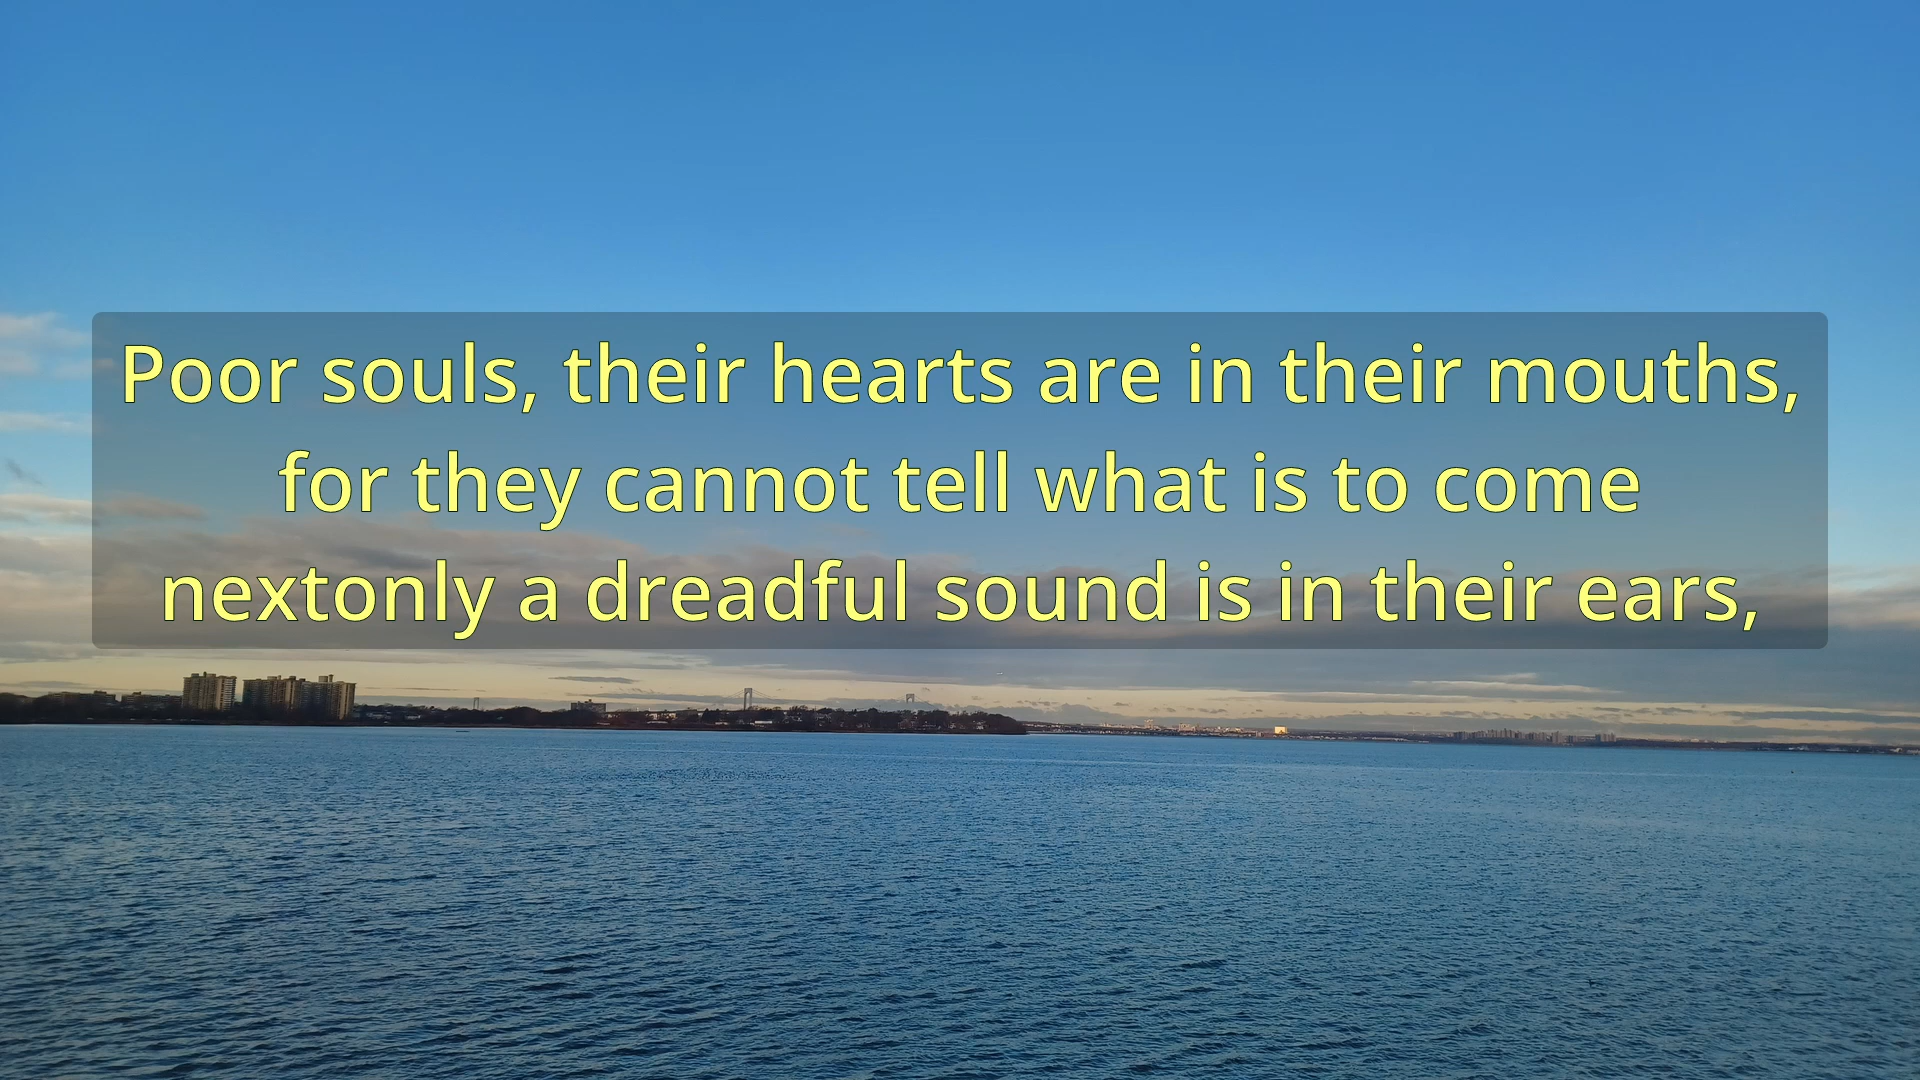 Poor souls, their hearts are in their mouths,
for they cannot tell what is to come
nextonly a dreadful sound is in their ears,